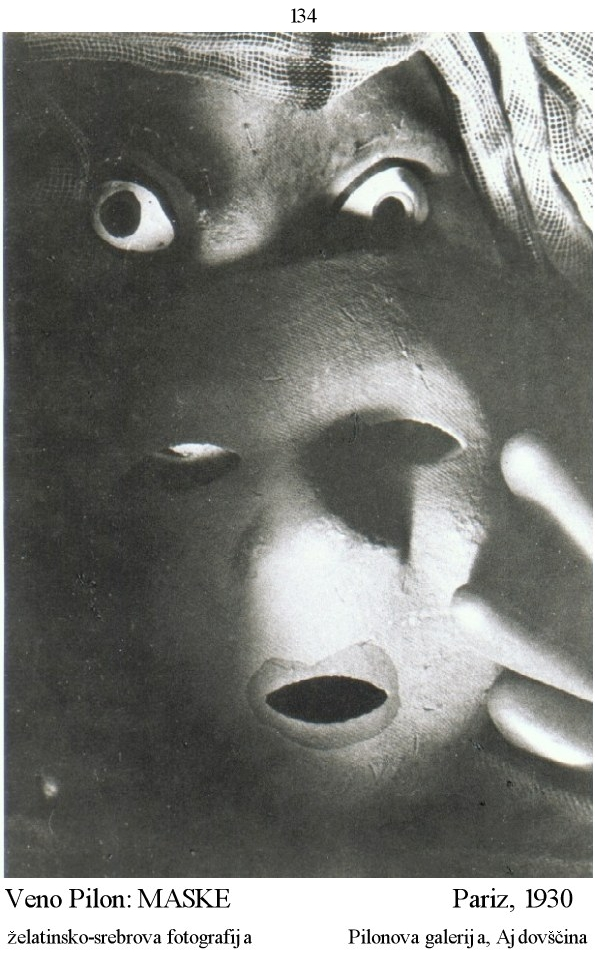 134
Veno Pilon: MASKE Pariz, 1930
želatinsko-srebrova fotografija Pilonova galerija, Ajdovščina